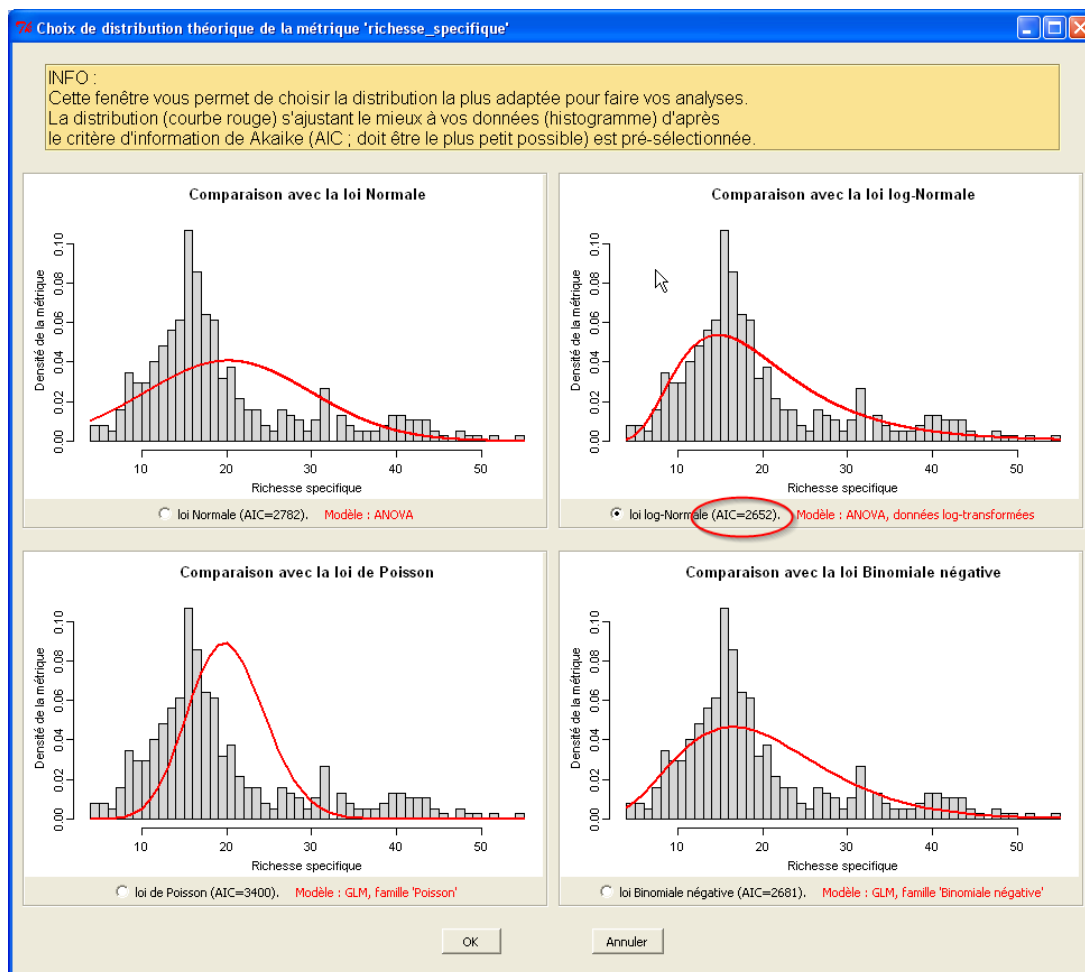 Choix de distribution théorique de la métrique 'richesse_specifique'
INFO :
Cette fenêtre vous permet de choisir la distribution la plus adaptée pour faire vos analyses.
La distribution (courbe rouge) s'ajustant le mieux à vos données (histogramme) d'après
le critère d'information de Akaike (AIC ; doit être le plus petit possible) est pré-sélectionnée.
Comparaison avec la loi Normale
Densité de la métrique
0.00 0.02 0.04 0.06 0.08 0.10
10 20 30 40 50
Richesse specifique
loi Normale (AIC=2782). Modèle : ANOVA
Comparaison avec la loi log-Normale
Densité de la métrique
0.00 0.02 0.04 0.06 0.08 0.10
10 20 30 40 50
Richesse specifique
loi log-Normale (AIC=2652). Modèle : ANOVA, données log-transformées
Comparaison avec la loi de Poisson
Densité de la métrique
0.00 0.02 0.04 0.06 0.08 0.10
10 20 30 40 50
Richesse specifique
loi de Poisson (AIC=3400). Modèle : GLM, famille 'Poisson'
Comparaison avec la loi Binomiale négative
Densité de la métrique
0.00 0.02 0.04 0.06 0.08 0.10
10 20 30 40 50
Richesse specifique
loi Binomiale négative (AIC=2681). Modèle : GLM, famille 'Binomiale négative'
OK
Annuler